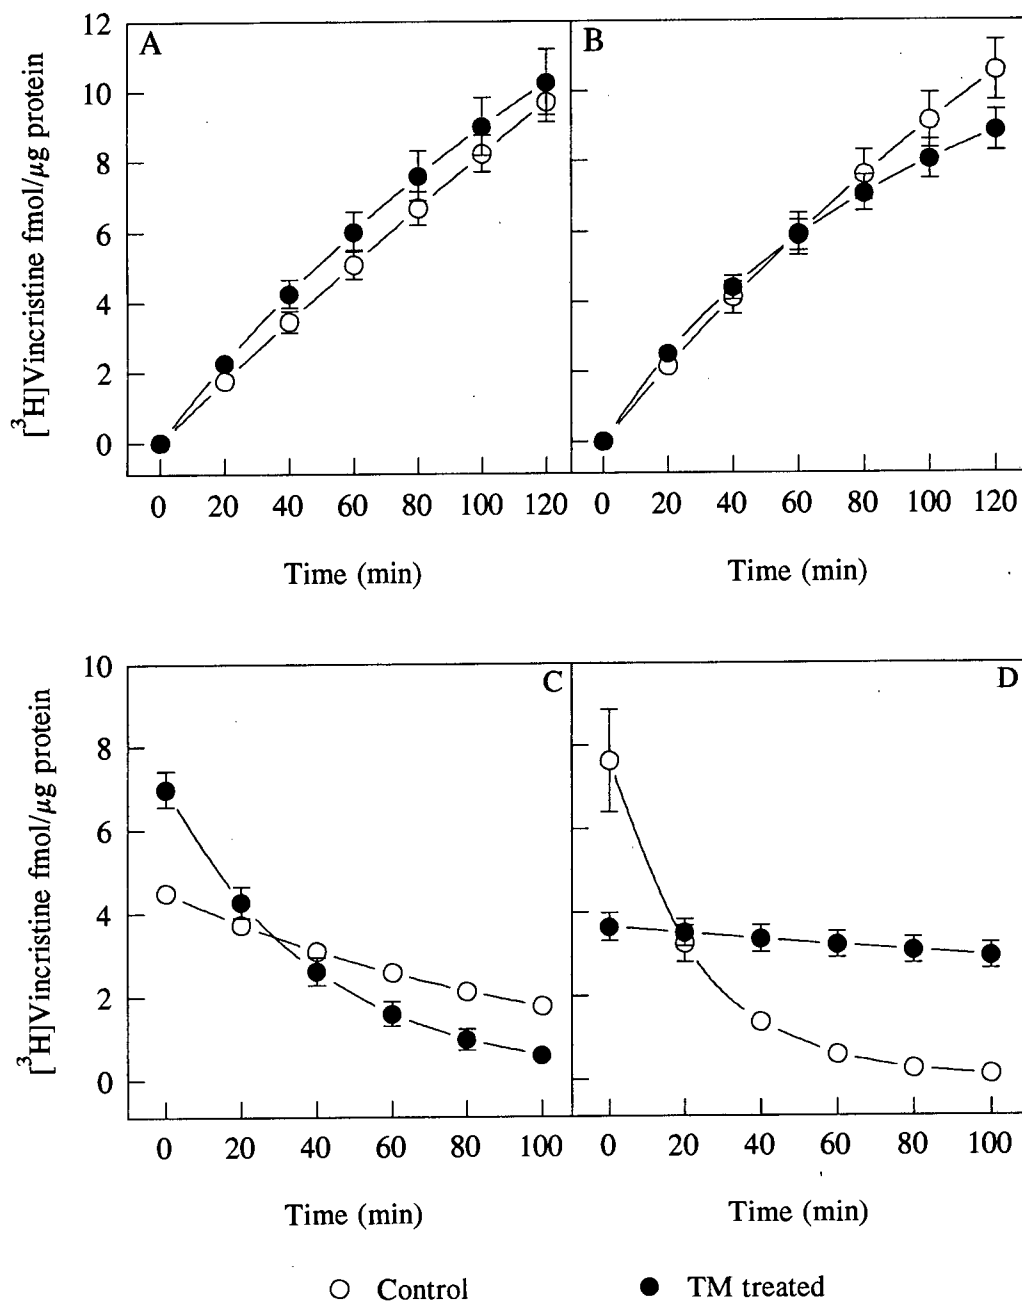 A
B
[³H]Vincristine fmol/μg protein
12
10
8
6
4
2
0
0 20 40 60 80 100 120
0 20 40 60 80 100 120
Time (min)
Time (min)
C
D
[³H]Vincristine fmol/μg protein
10
8
6
4
2
0
0 20 40 60 80 100
0 20 40 60 80 100
Time (min)
Time (min)
Control
TM treated